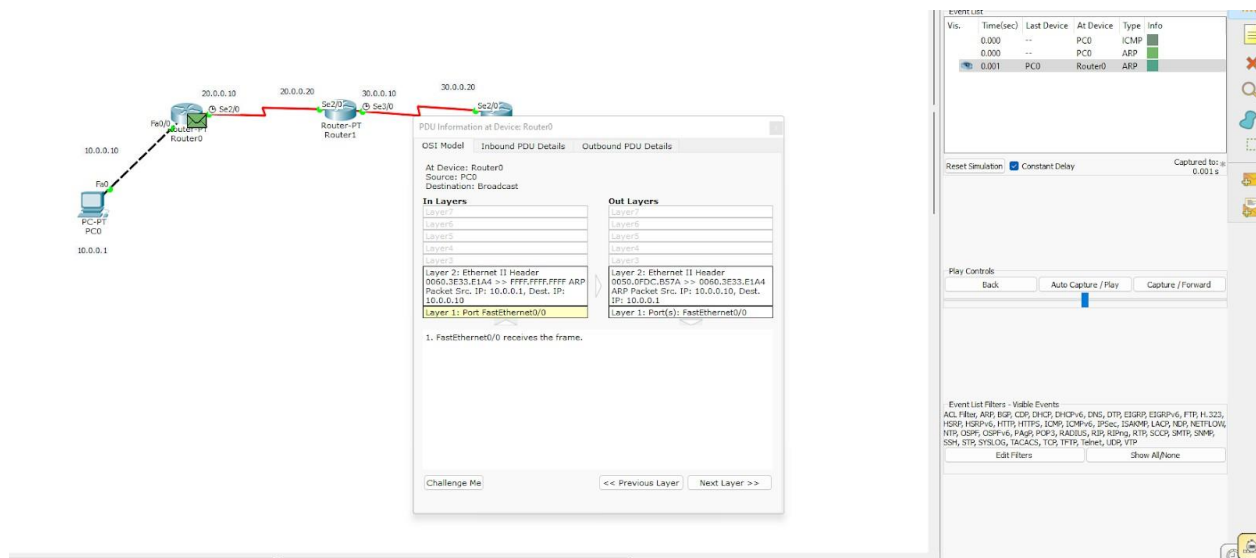 Event List
Vis. Time(sec) Last Device At Device Type Info
0.000 -- PC0 ICMP
0.000 -- PC0 ARP
0.001 PC0 Router0 ARP
Reset Simulation Constant Delay Captured to: *
0.001 s
Play Controls
Back Auto Capture / Play Capture / Forward
Event List Filters - Visible Events
ACL Filter, ARP, BGP, CDP, DHCP, DHCPv6, DNS, DTP, EIGRP, EIGRPv6, FTP, H.323,
HSRP, HSRPv6, HTTP, HTTPS, ICMP, ICMPv6, IPSec, ISAKMP, LACP, NDP, NETFLOW,
NTP, OSPF, OSPFv6, PAgP, POP3, RADIUS, RIP, RIPng, RTP, SCCP, SMTP, SNMP,
SSH, STP, SYSLOG, TACACS, TCP, TFTP, Telnet, UDP, VTP
Edit Filters Show All/None
20.0.0.10
20.0.0.20
30.0.0.10
30.0.0.20
Se2/0
Se2/0
Se3/0
Se2/0
Fa0/0
Router-PT
Router0
Router-PT
Router1
10.0.0.10
Fa0
PC-PT
PC0
10.0.0.1
PDU Information at Device: Router0
OSI Model Inbound PDU Details Outbound PDU Details
At Device: Router0
Source: PC0
Destination: Broadcast
In Layers
Layer7
Layer6
Layer5
Layer4
Layer3
Layer 2: Ethernet II Header
0060.3E33.E1A4 >> FFFF.FFFF.FFFF ARP
Packet Src. IP: 10.0.0.1, Dest. IP:
10.0.0.10
Layer 1: Port FastEthernet0/0
Out Layers
Layer7
Layer6
Layer5
Layer4
Layer3
Layer 2: Ethernet II Header
0050.0FDC.B57A >> 0060.3E33.E1A4
ARP Packet Src. IP: 10.0.0.10, Dest.
IP: 10.0.0.1
Layer 1: Port(s): FastEthernet0/0
1. FastEthernet0/0 receives the frame.
Challenge Me << Previous Layer Next Layer >>